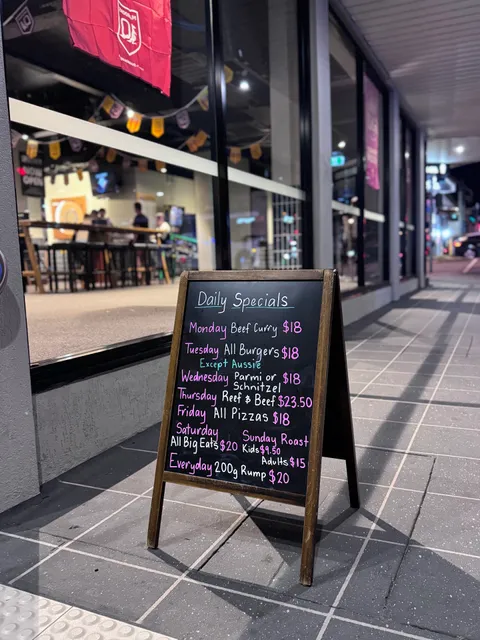 Daily Specials
Monday Beef Curry $18
Tuesday All Burgers $18
Except Aussie
Wednesday Parmi or Schnitzel $18
Thursday Reef & Beef $23.50
Friday All Pizzas $18
Saturday
All Big Eats $20
Sunday Roast
Kids $9.50
Adults $15
Everyday 200g Rump $20